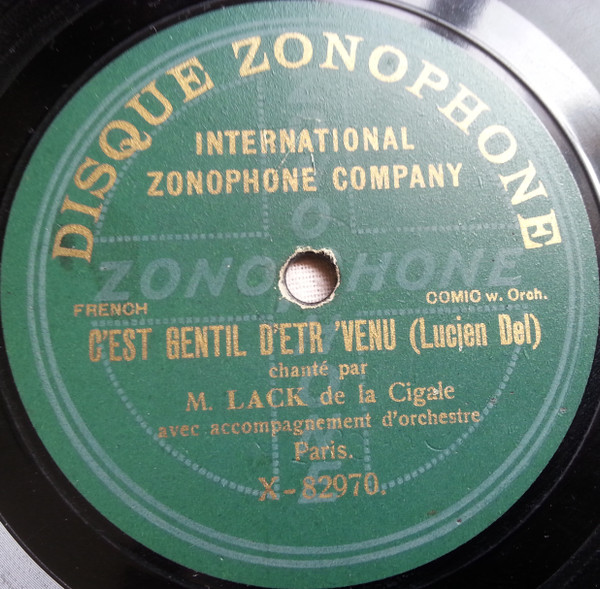 DISQUE ZONOPHONE
INTERNATIONAL
ZONOPHONE COMPANY
ZONOPHONE
FRENCH
COMIC w. Orch.
C'EST GENTIL D'ETR 'VENU (Lucien Del)
chanté par
M. LACK de la Cigale
avec accompagnement d'orchestre
Paris.
X-82970.